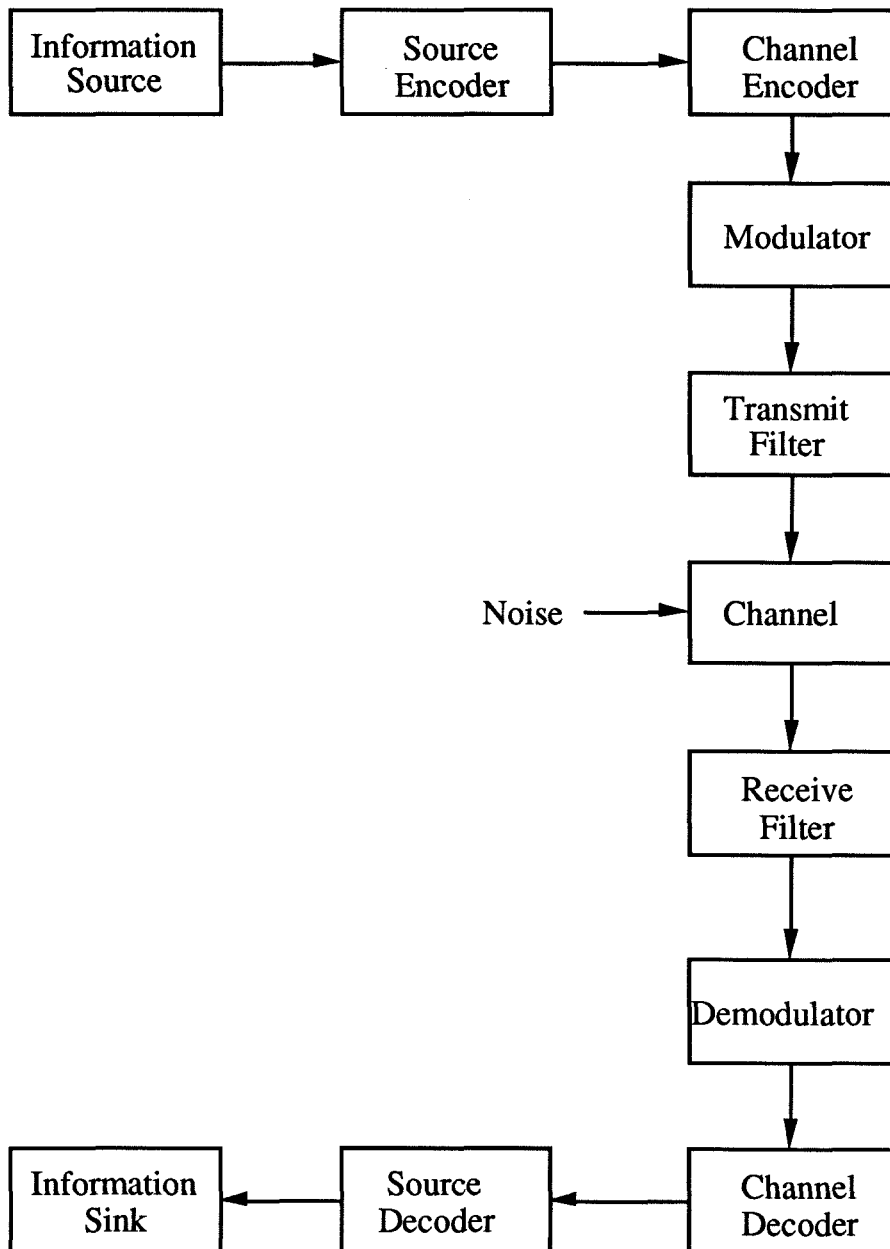 Information
Source
Source
Encoder
Channel
Encoder
Modulator
Transmit
Filter
Noise
Channel
Receive
Filter
Demodulator
Information
Sink
Source
Decoder
Channel
Decoder